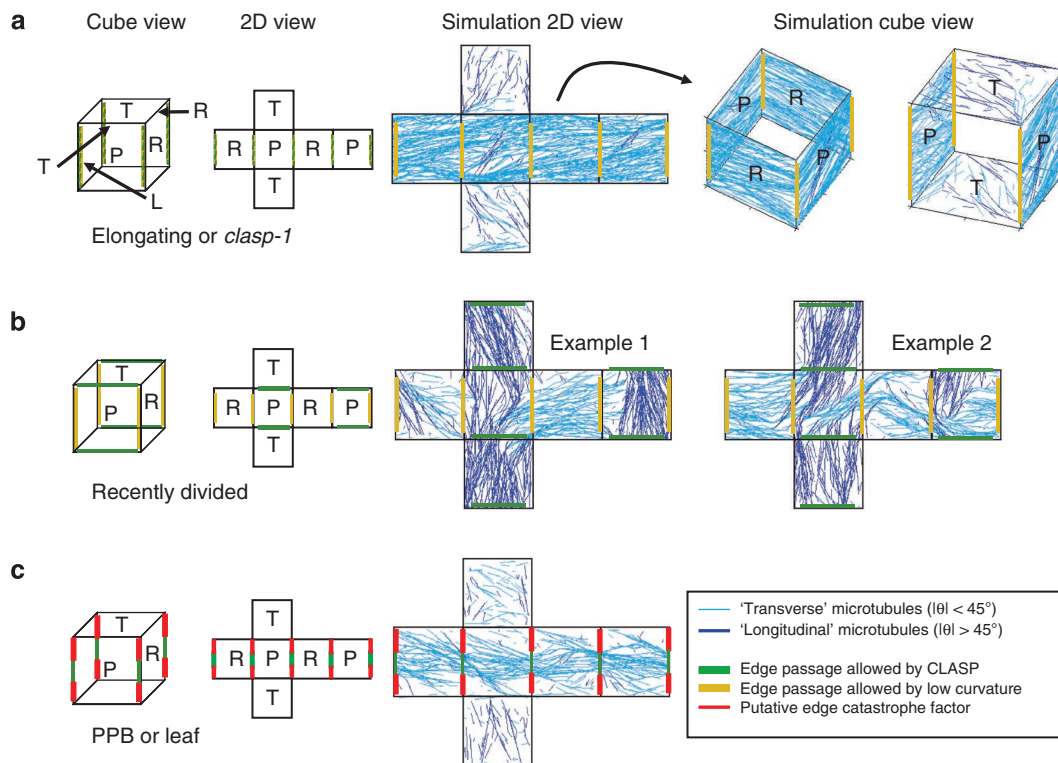 a
Cube view
2D view
Simulation 2D view
Simulation cube view
T
R
P
R
T
L
T
R
P
R
P
T
P
R
R
P
T
P
T
Elongating or clasp-1
b
T
P
R
T
R
P
R
P
T
Example 1
Example 2
Recently divided
c
T
P
R
T
R
P
R
P
T
PPB or leaf
'Transverse' microtubules (|θ| < 45°)
'Longitudinal' microtubules (|θ| > 45°)
Edge passage allowed by CLASP
Edge passage allowed by low curvature
Putative edge catastrophe factor